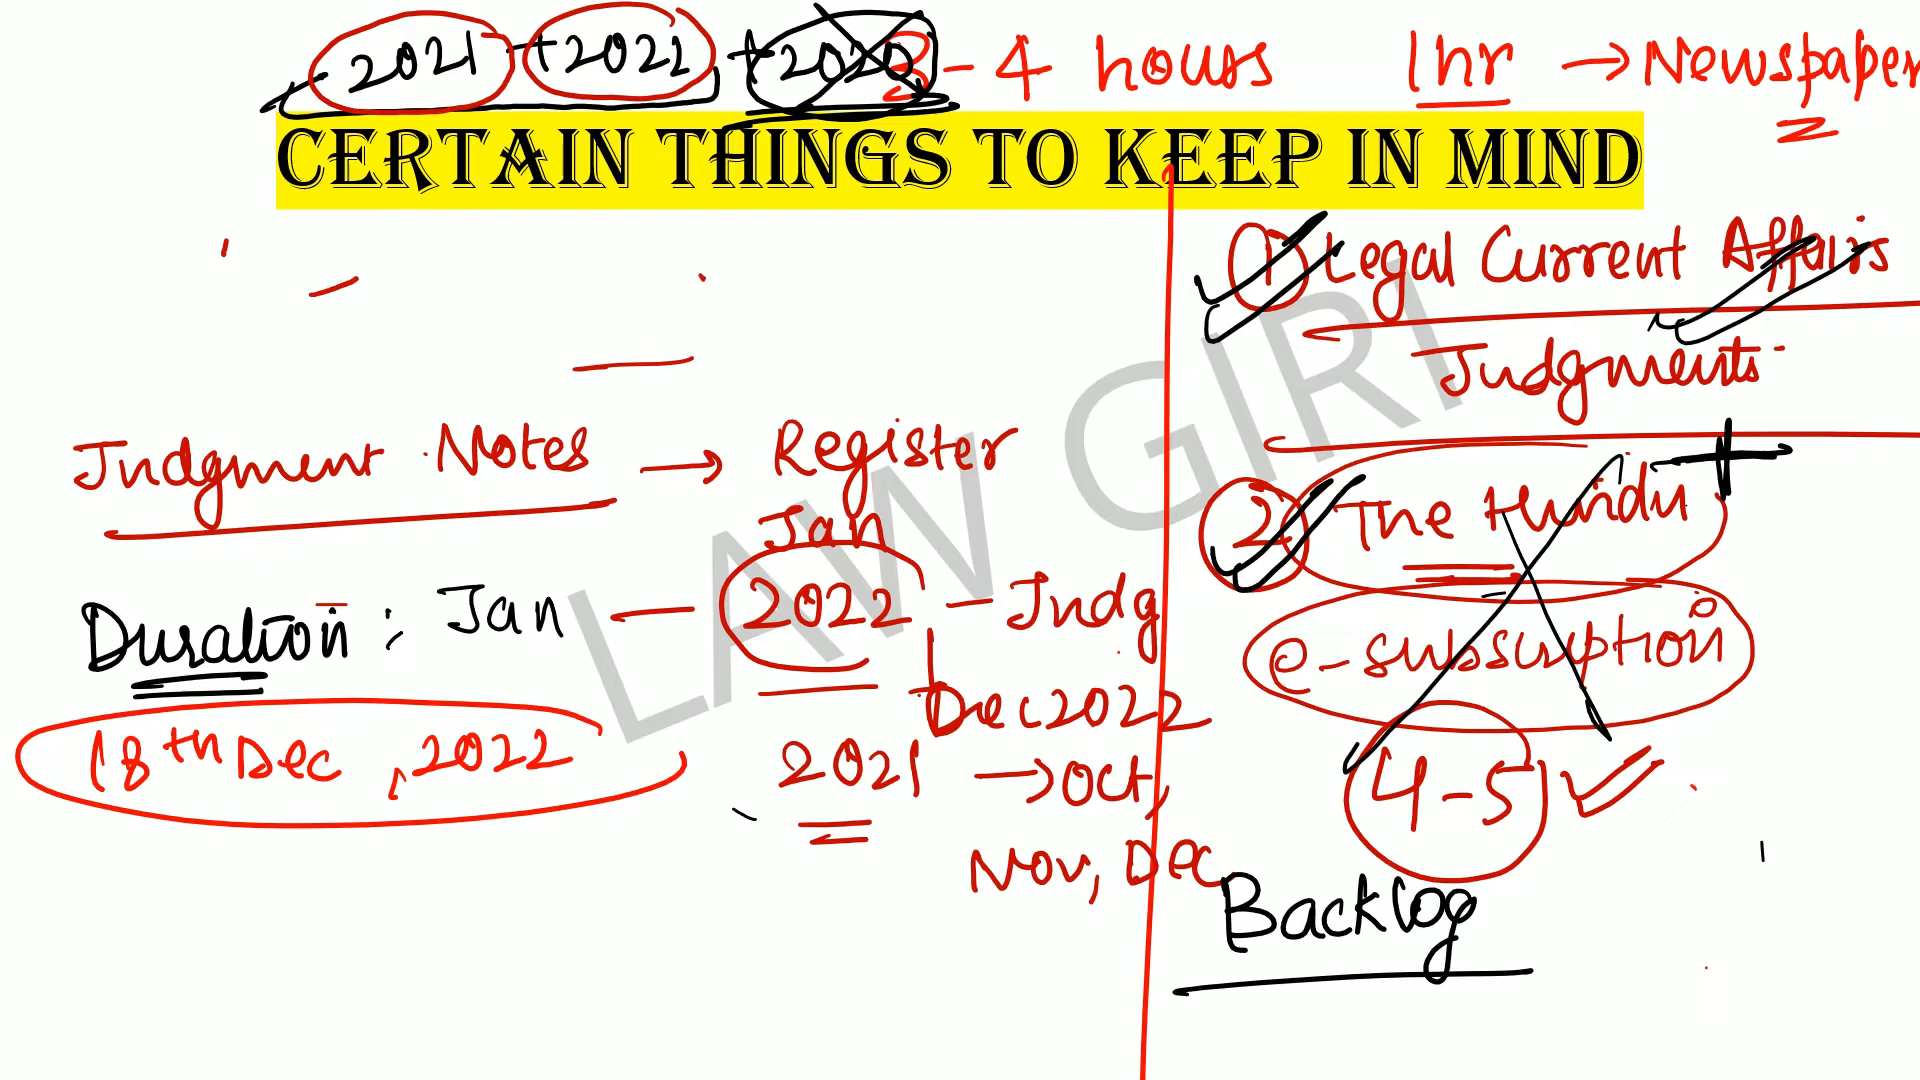 2021 + 2022 + 2020 3 - 4 hours 1hr → Newspaper
CERTAIN THINGS TO KEEP IN MIND
Judgment Notes → Register
Jan
Duration : Jan — 2022 - Judg
Dec 2022
18th Dec, 2022
2021 → Oct,
Nov, Dec
1 Legal Current Affairs
Judgments
2 The Hindu +
e-subscription
4-5
Backlog
LAW GIRI